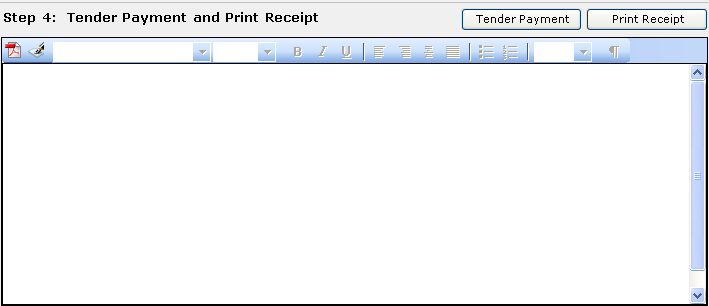 Step 4: Tender Payment and Print Receipt
Tender Payment
Print Receipt
B I U ¶